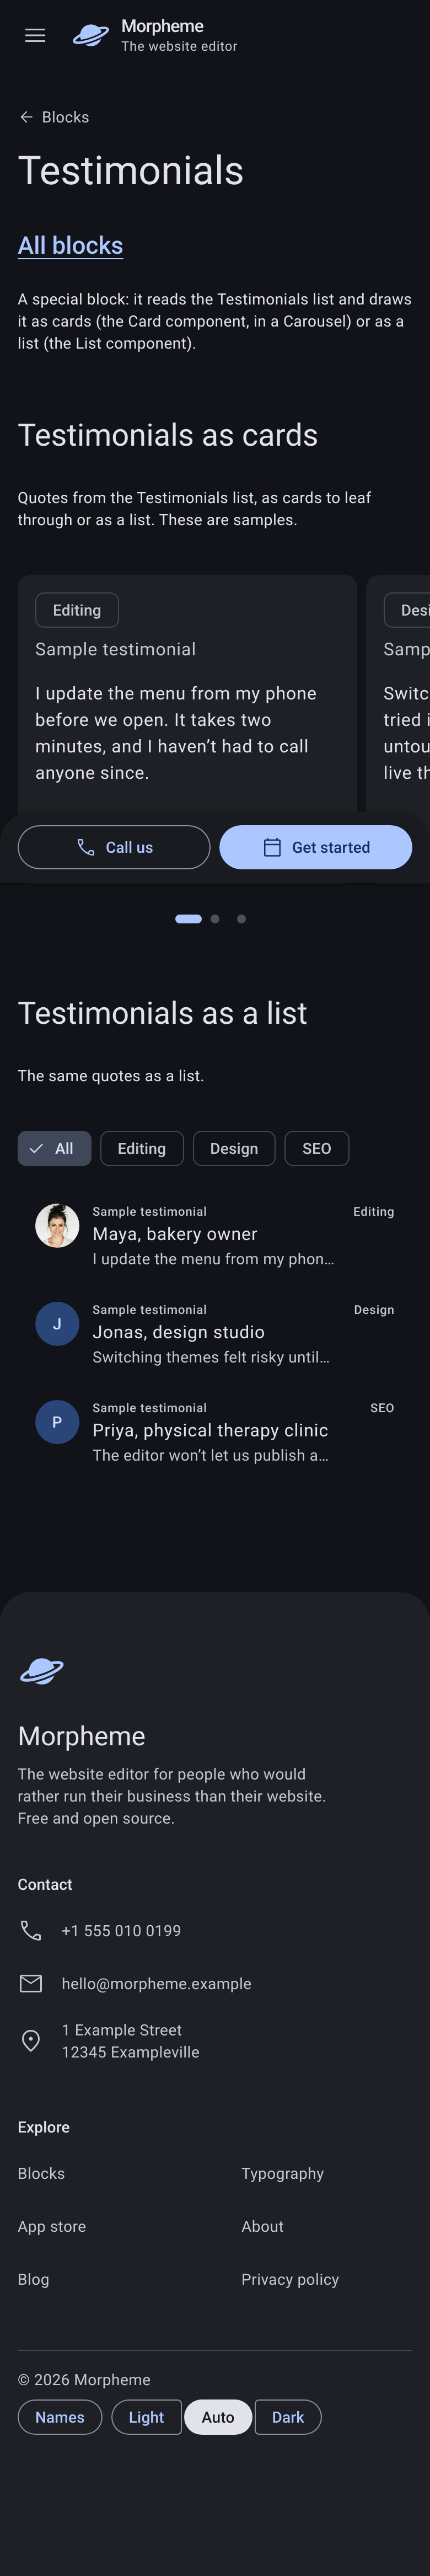 Morpheme
The website editor
Blocks
Testimonials
All blocks
A special block: it reads the Testimonials list and draws
it as cards (the Card component, in a Carousel) or as a
list (the List component).
Testimonials as cards
Quotes from the Testimonials list, as cards to leaf
through or as a list. These are samples.
Editing
Sample testimonial
I update the menu from my phone
before we open. It takes two
minutes, and I haven’t had to call
anyone since.
Call us
Get started
Testimonials as a list
The same quotes as a list.
All
Editing
Design
SEO
Sample testimonial
Editing
Maya, bakery owner
I update the menu from my phon…
Sample testimonial
Design
J
Jonas, design studio
Switching themes felt risky until…
Sample testimonial
SEO
P
Priya, physical therapy clinic
The editor won’t let us publish a…
Morpheme
The website editor for people who would
rather run their business than their website.
Free and open source.
Contact
+1 555 010 0199
hello@morpheme.example
1 Example Street
12345 Exampleville
Explore
Blocks
Typography
App store
About
Blog
Privacy policy
© 2026 Morpheme
Names
Light
Auto
Dark